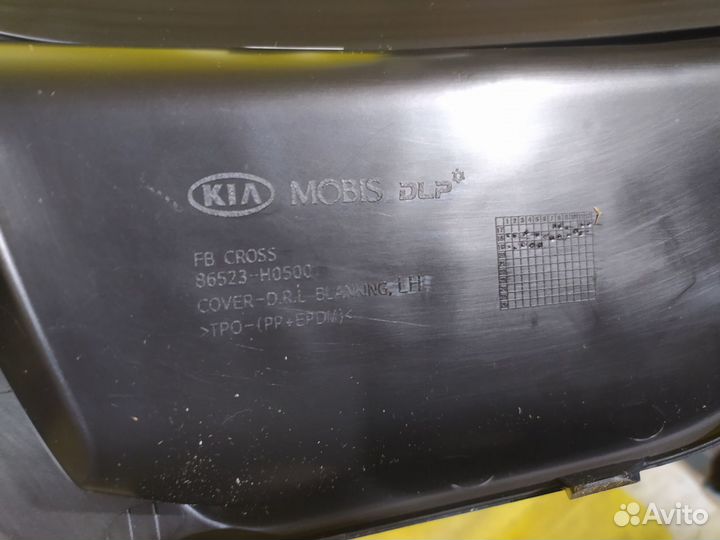 KIA MOBIS DLP
FB CROSS
86523-H0500
COVER-D.R.L BLANKING, LH
>TPO-(PP+EPDM)<
Avito